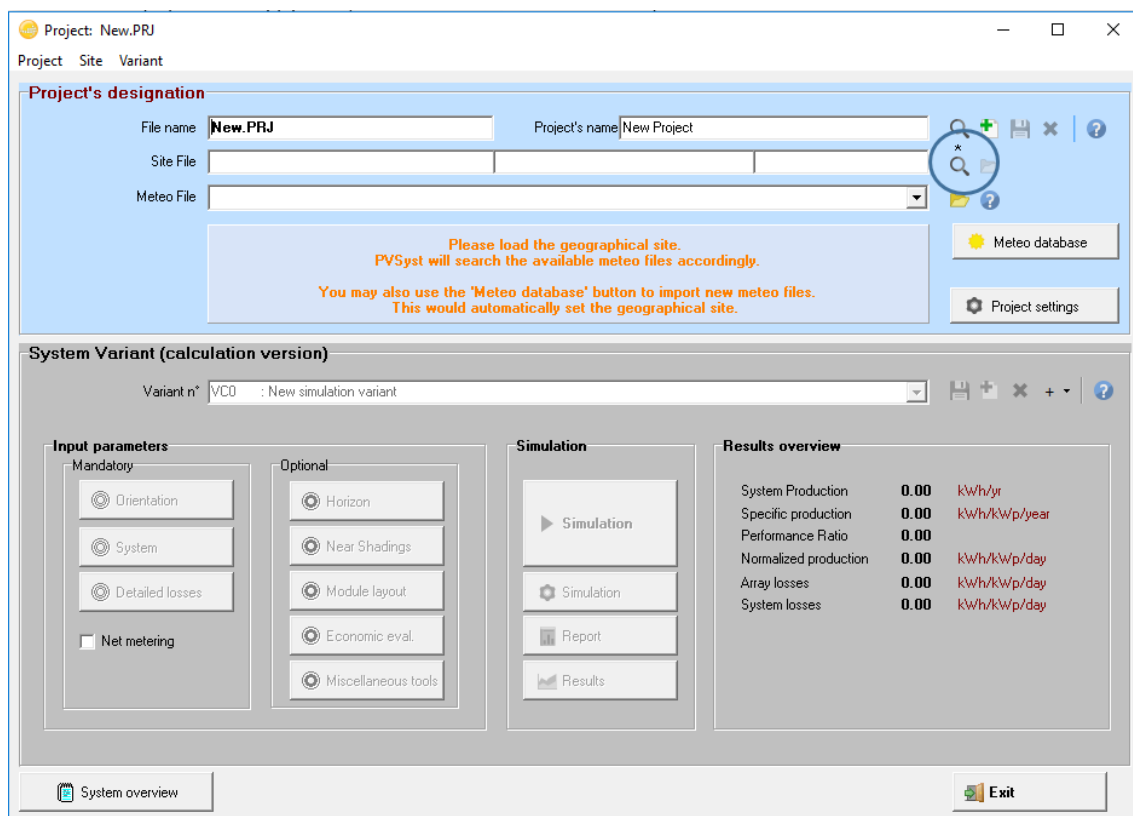 Project: New.PRJ
Project Site Variant
Project's designation
File name New.PRJ Project's name New Project
*
Site File
Meteo File
Please load the geographical site.
PVSyst will search the available meteo files accordingly.
You may also use the 'Meteo database' button to import new meteo files.
This would automatically set the geographical site.
Meteo database
Project settings
System Variant (calculation version)
Variant n° VC0 : New simulation variant
+
Input parameters
Mandatory
Orientation
System
Detailed losses
Net metering
Optional
Horizon
Near Shadings
Module layout
Economic eval.
Miscellaneous tools
Simulation
Simulation
Simulation
Report
Results
Results overview
System Production 0.00 kWh/yr
Specific production 0.00 kWh/kWp/year
Performance Ratio 0.00
Normalized production 0.00 kWh/kWp/day
Array losses 0.00 kWh/kWp/day
System losses 0.00 kWh/kWp/day
System overview
Exit